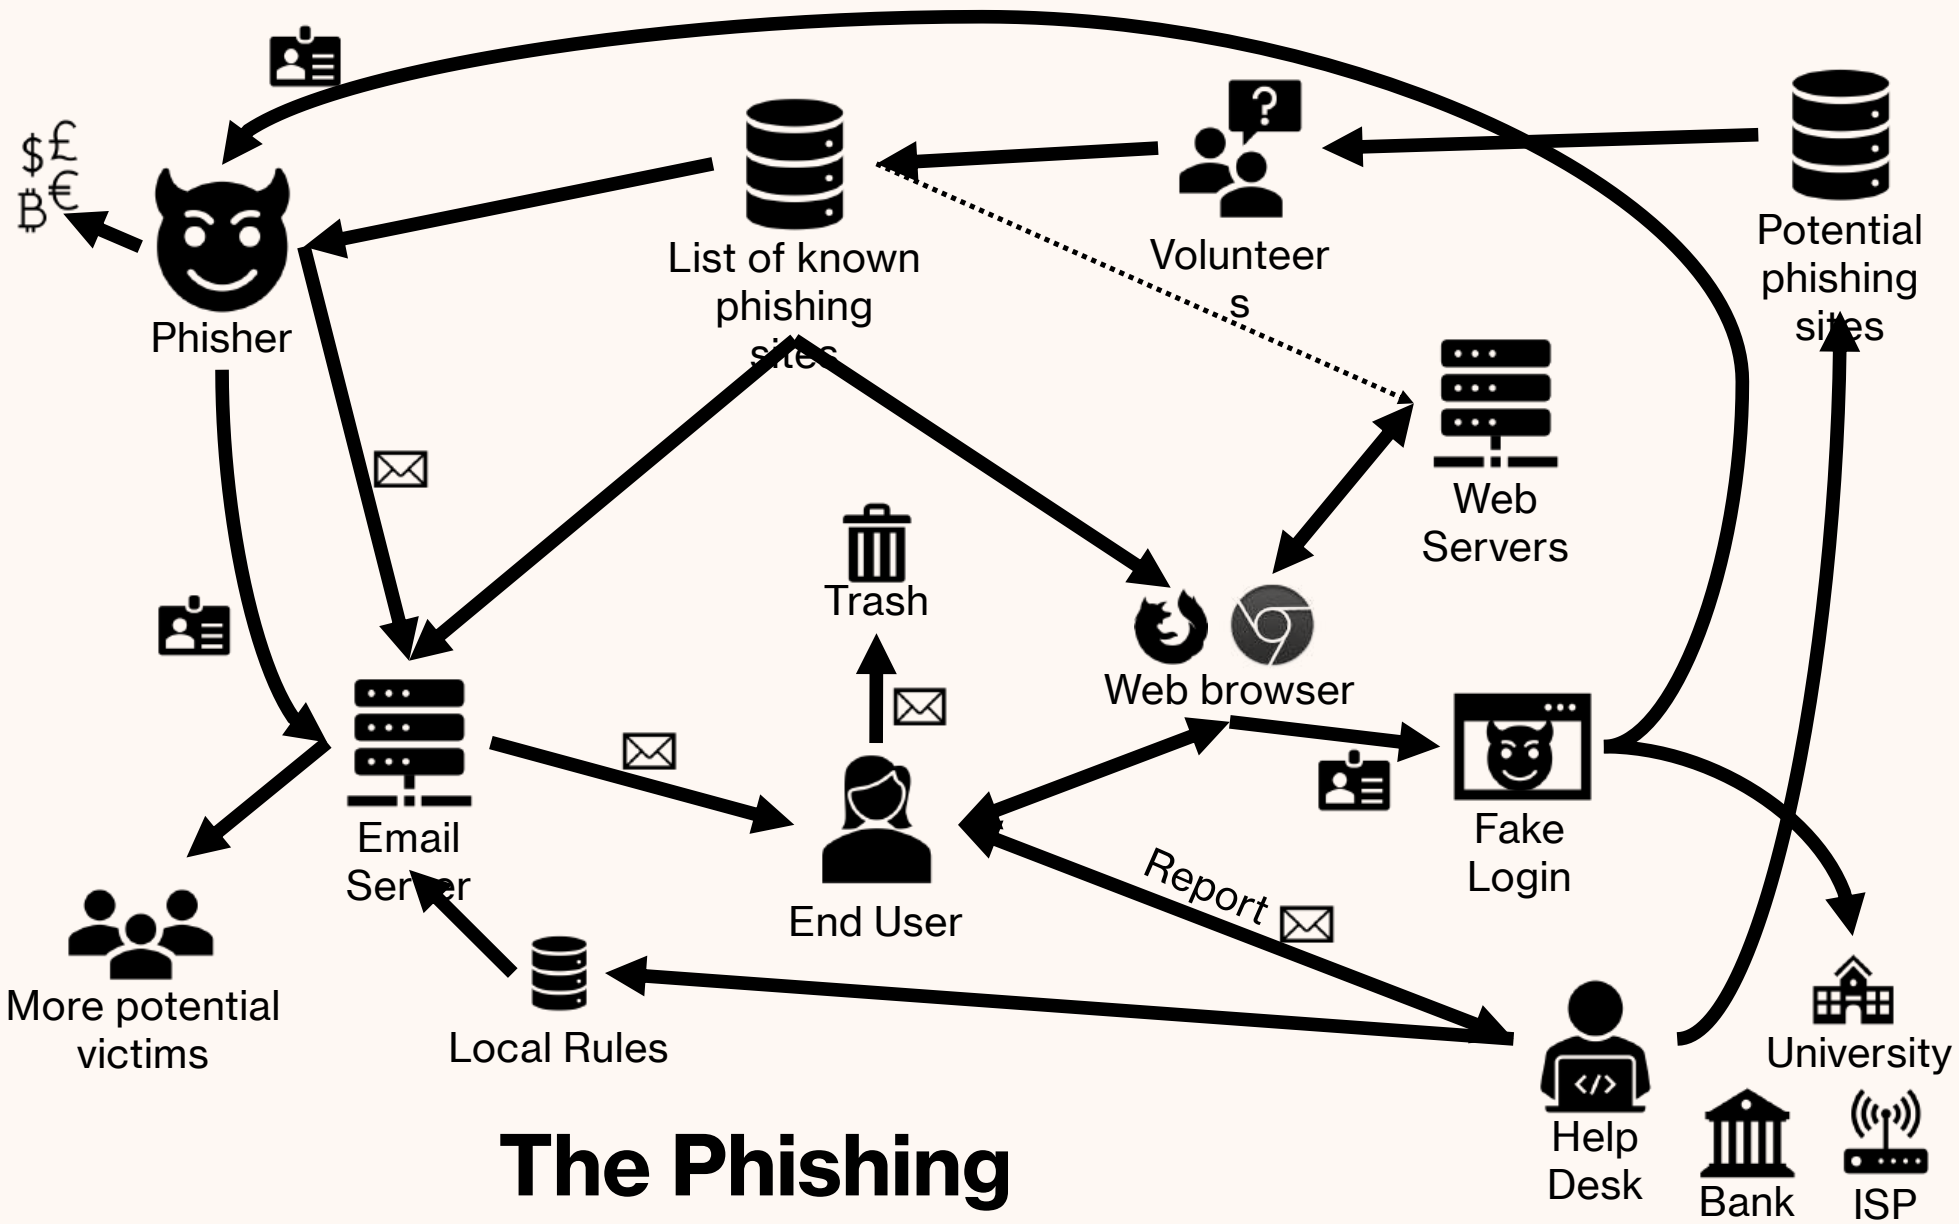 ?
$£
₿€
Phisher
List of known
phishing
sites
Volunteer
s
Potential
phishing
sites
Web
Servers
Trash
Web browser
Email
Server
End User
Report
Fake
Login
More potential
victims
Local Rules
</>
Help
Desk
University
Bank
ISP
The Phishing